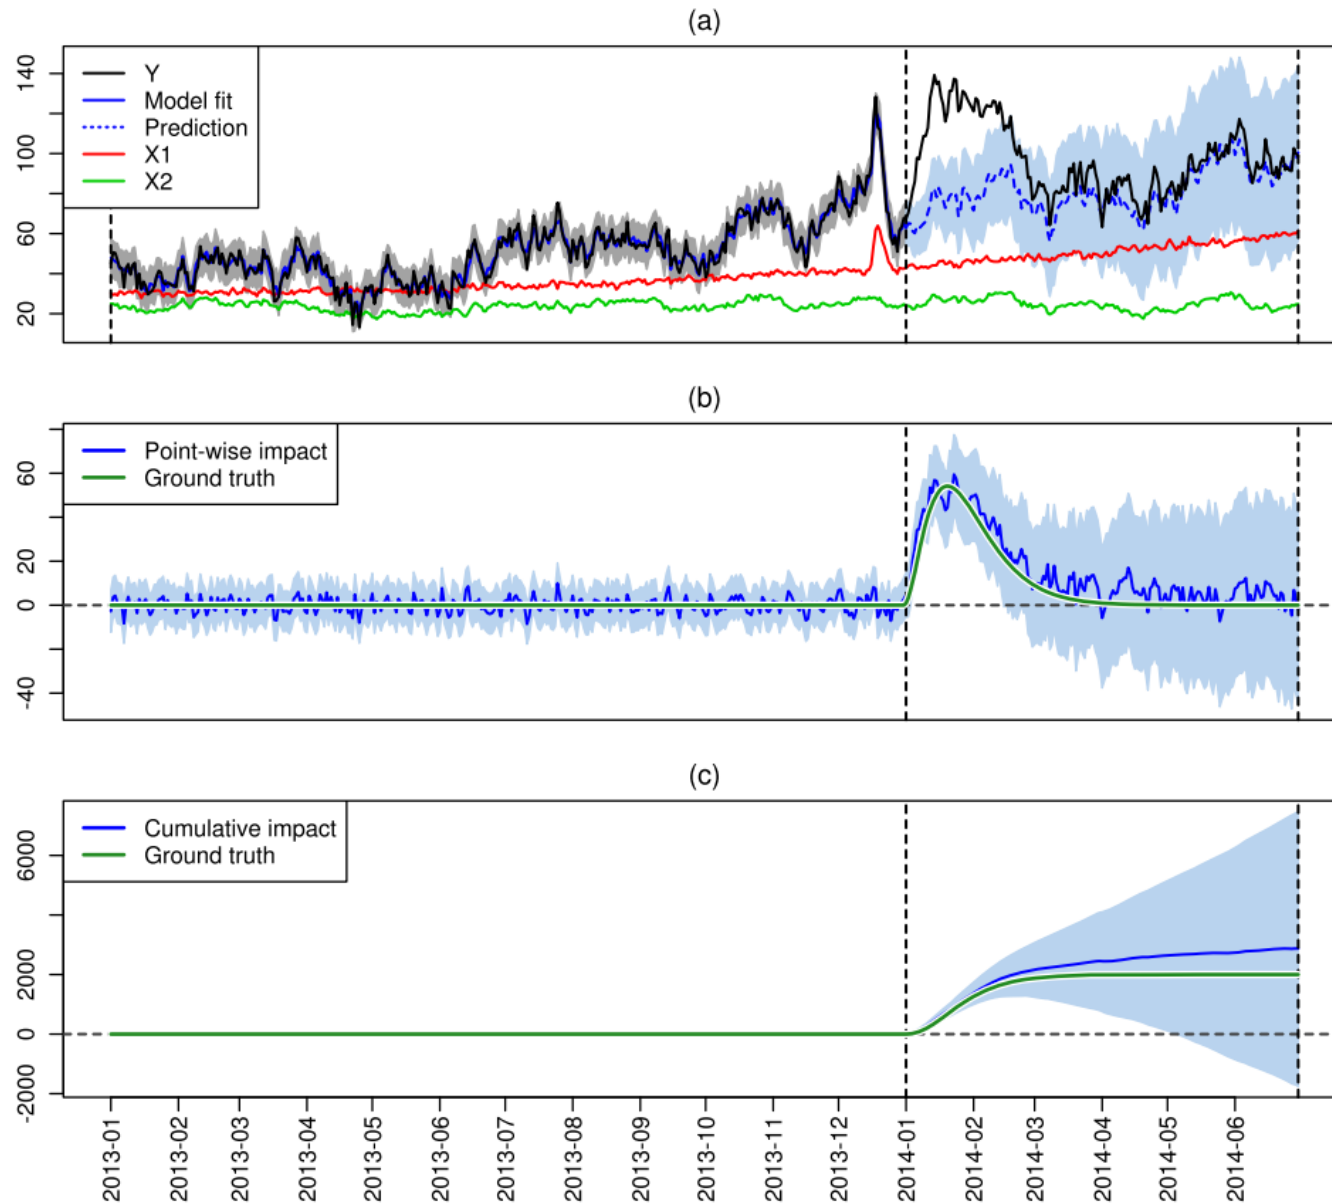 (a)
140
100
60
20
Y
Model fit
Prediction
X1
X2
(b)
60
20
0
-40
Point-wise impact
Ground truth
(c)
6000
2000
0
-2000
Cumulative impact
Ground truth
2013-01
2013-02
2013-03
2013-04
2013-05
2013-06
2013-07
2013-08
2013-09
2013-10
2013-11
2013-12
2014-01
2014-02
2014-03
2014-04
2014-05
2014-06